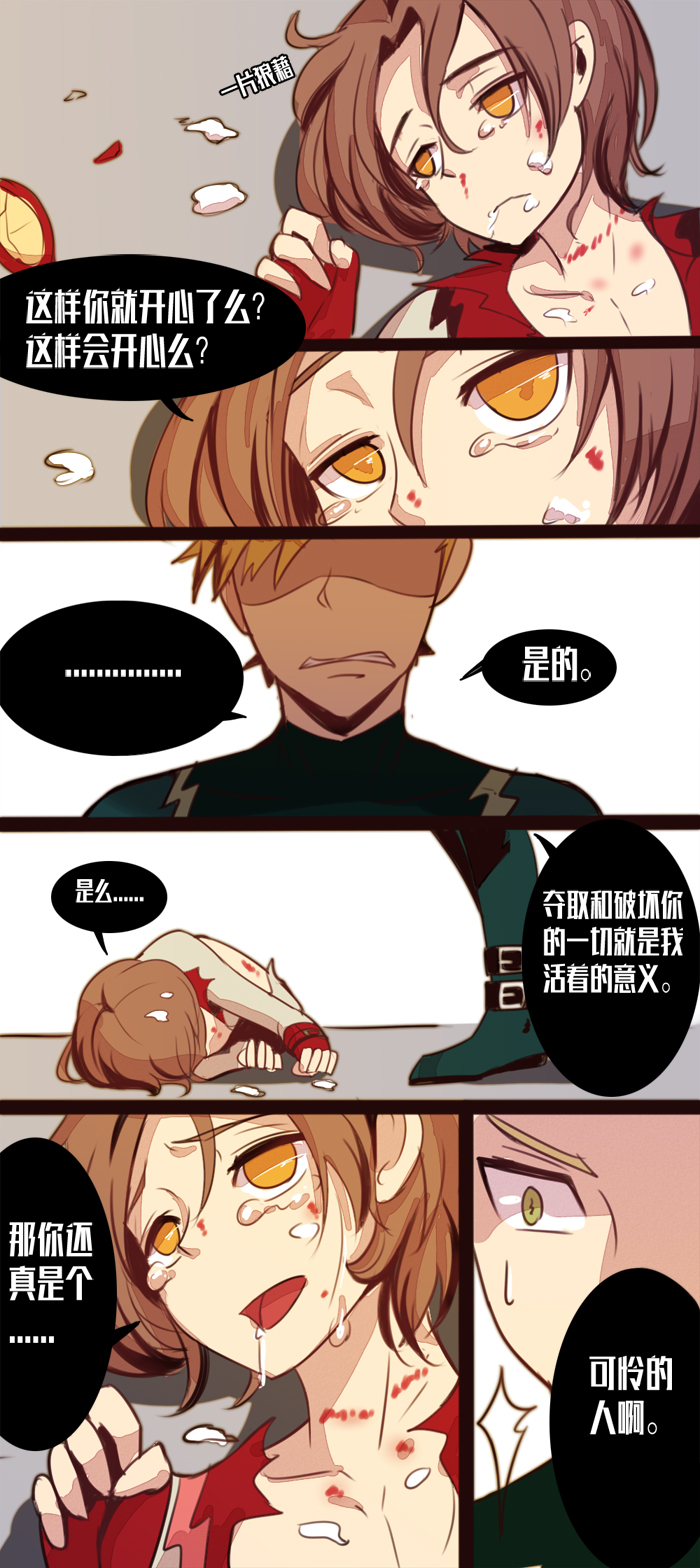 一片狼藉
这样你就开心了么？
这样会开心么？
……………
是的。
是么……
夺取和破坏你
的一切就是我
活着的意义。
那你还
真是个
……
可怜的
人啊。